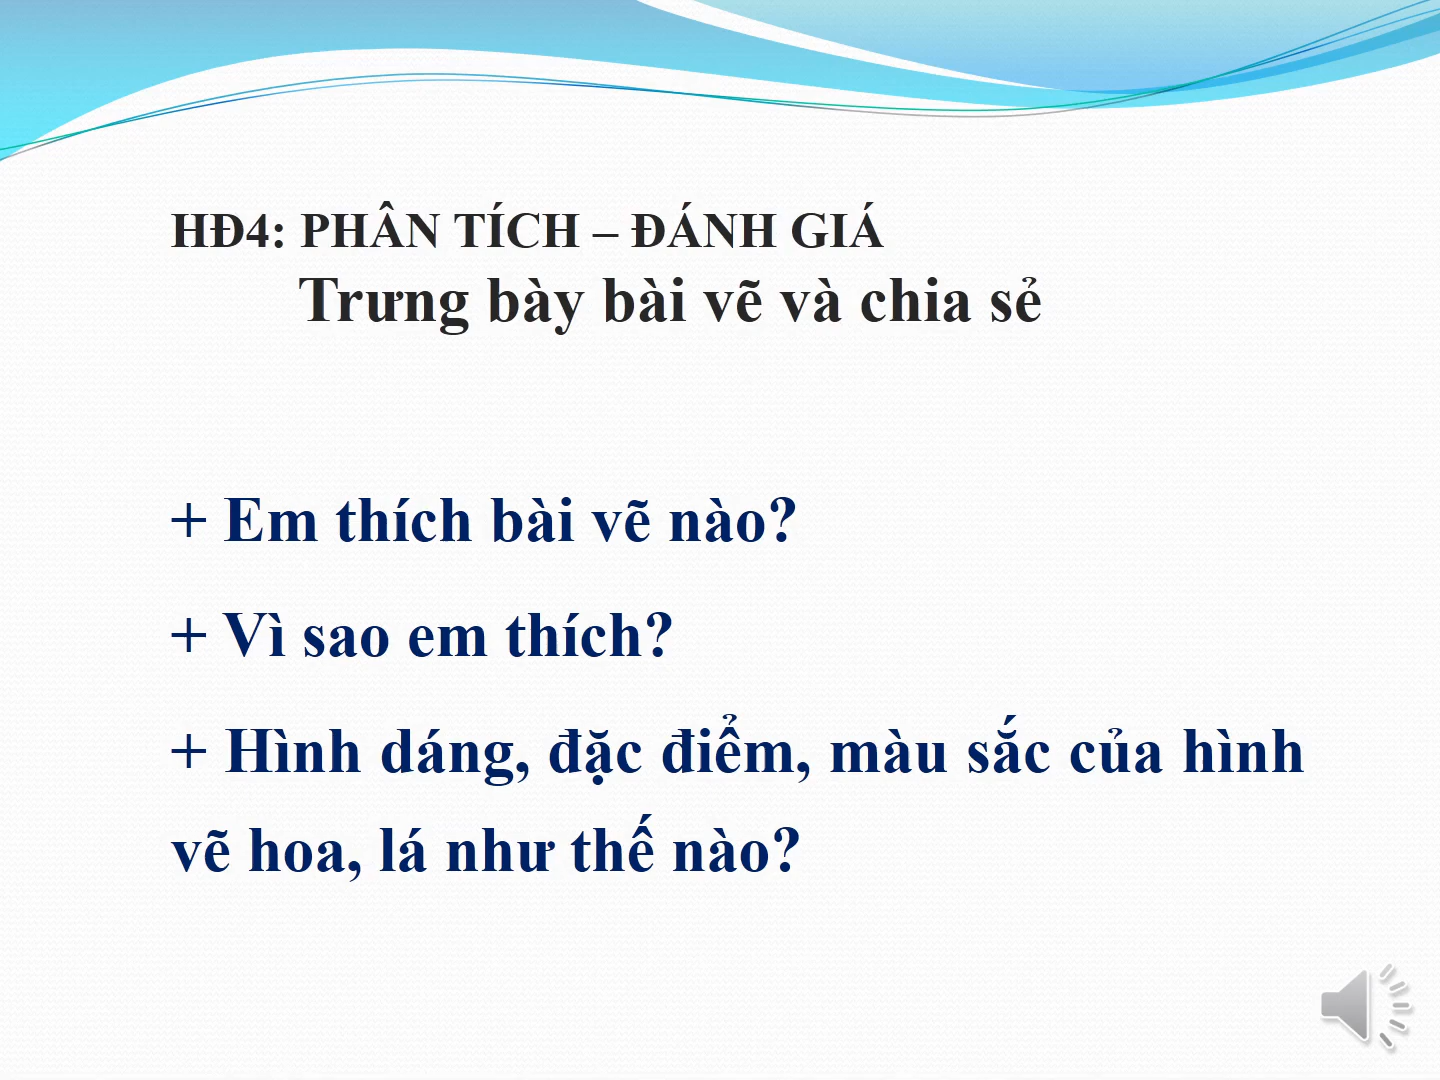 HĐ4: PHÂN TÍCH – ĐÁNH GIÁ
Trưng bày bài vẽ và chia sẻ
+ Em thích bài vẽ nào?
+ Vì sao em thích?
+ Hình dáng, đặc điểm, màu sắc của hình
vẽ hoa, lá như thế nào?